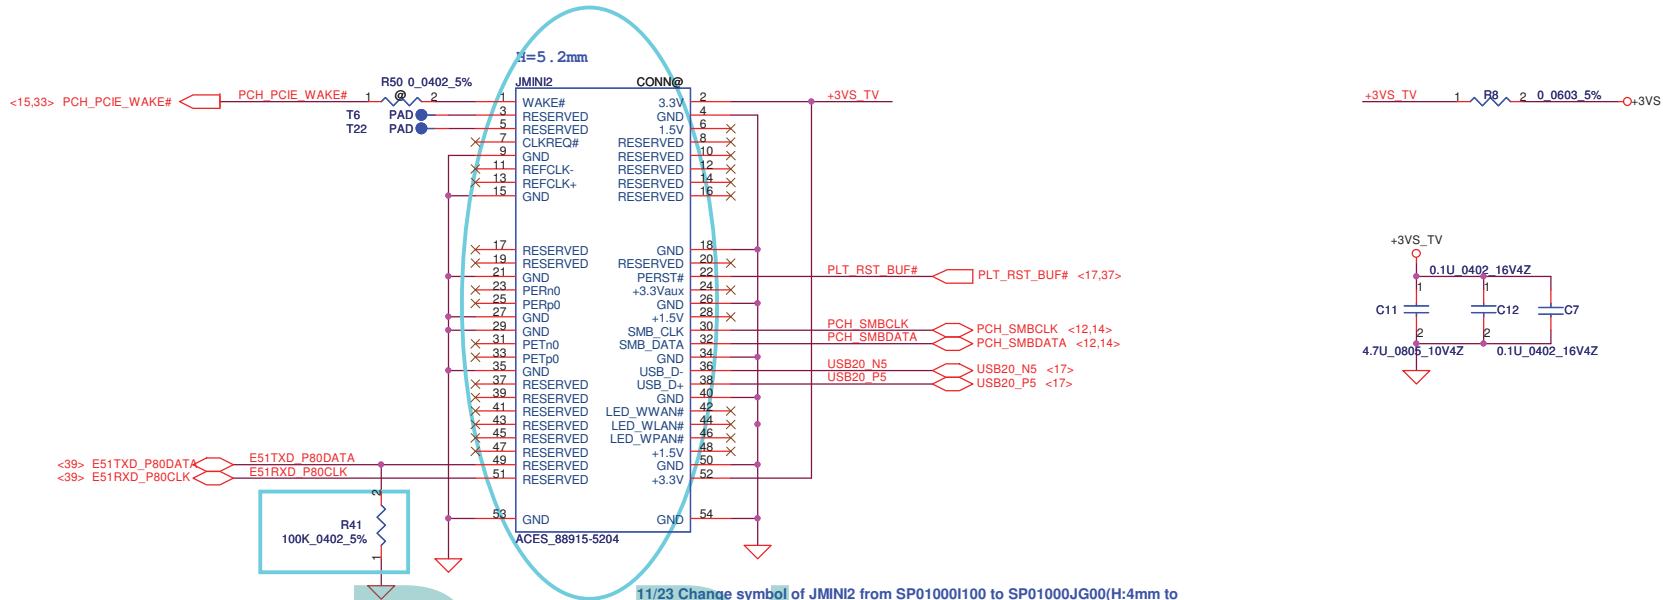 H=5.2mm
R50 0_0402_5%
JMINI2 CONN@
<15,33> PCH_PCIE_WAKE# PCH_PCIE_WAKE# 1 @ 2 1 WAKE# 3.3V 2 +3VS_TV
T6 PAD 3 RESERVED GND 4
T22 PAD 5 RESERVED 1.5V 6
7 CLKREQ# RESERVED 8
9 GND RESERVED 10
11 REFCLK- RESERVED 12
13 REFCLK+ RESERVED 14
15 GND RESERVED 16
17 RESERVED GND 18
19 RESERVED RESERVED 20
21 GND PERST# 22 PLT_RST_BUF# PLT_RST_BUF# <17,37>
23 PERn0 +3.3Vaux 24
25 PERp0 GND 26
27 GND +1.5V 28
29 GND SMB_CLK 30 PCH_SMBCLK PCH_SMBCLK <12,14>
31 PETn0 SMB_DATA 32 PCH_SMBDATA PCH_SMBDATA <12,14>
33 PETp0 GND 34
35 GND USB_D- 36 USB20_N5 USB20_N5 <17>
37 RESERVED USB_D+ 38 USB20_P5 USB20_P5 <17>
39 RESERVED GND 40
41 RESERVED LED_WWAN# 42
43 RESERVED LED_WLAN# 44
45 RESERVED LED_WPAN# 46
47 RESERVED +1.5V 48
<39> E51TXD_P80DATA E51TXD_P80DATA 49 RESERVED GND 50
<39> E51RXD_P80CLK E51RXD_P80CLK 51 RESERVED +3.3V 52
53 GND GND 54
ACES_88915-5204
2
R41
100K_0402_5%
1
+3VS_TV 1 R8 2 0_0603_5% +3VS
+3VS_TV
0.1U_0402_16V4Z
1 1
C11 C12 C7
2 2
4.7U_0805_10V4Z 0.1U_0402_16V4Z
11/23 Change symbol of JMINI2 from SP01000I100 to SP01000JG00(H:4mm to